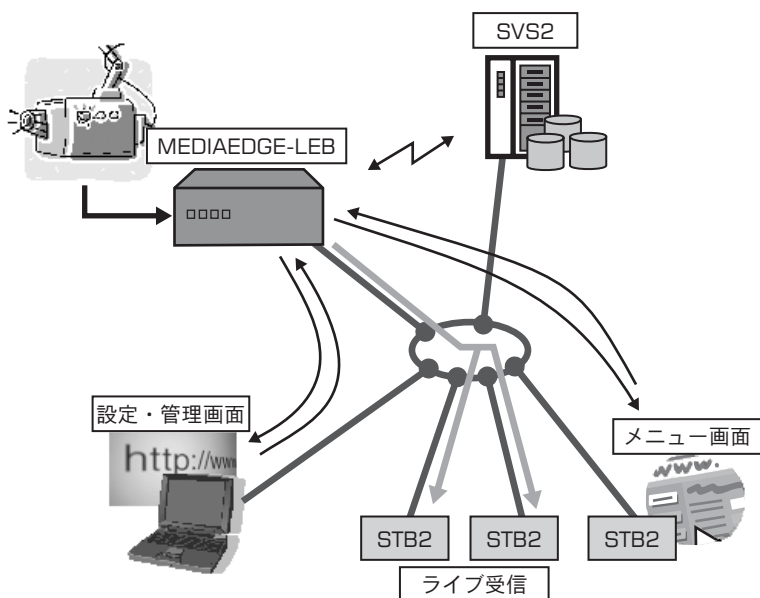 SVS2
MEDIAEDGE-LEB
設定・管理画面
http://www
メニュー画面
www.
STB2
STB2
STB2
ライブ受信